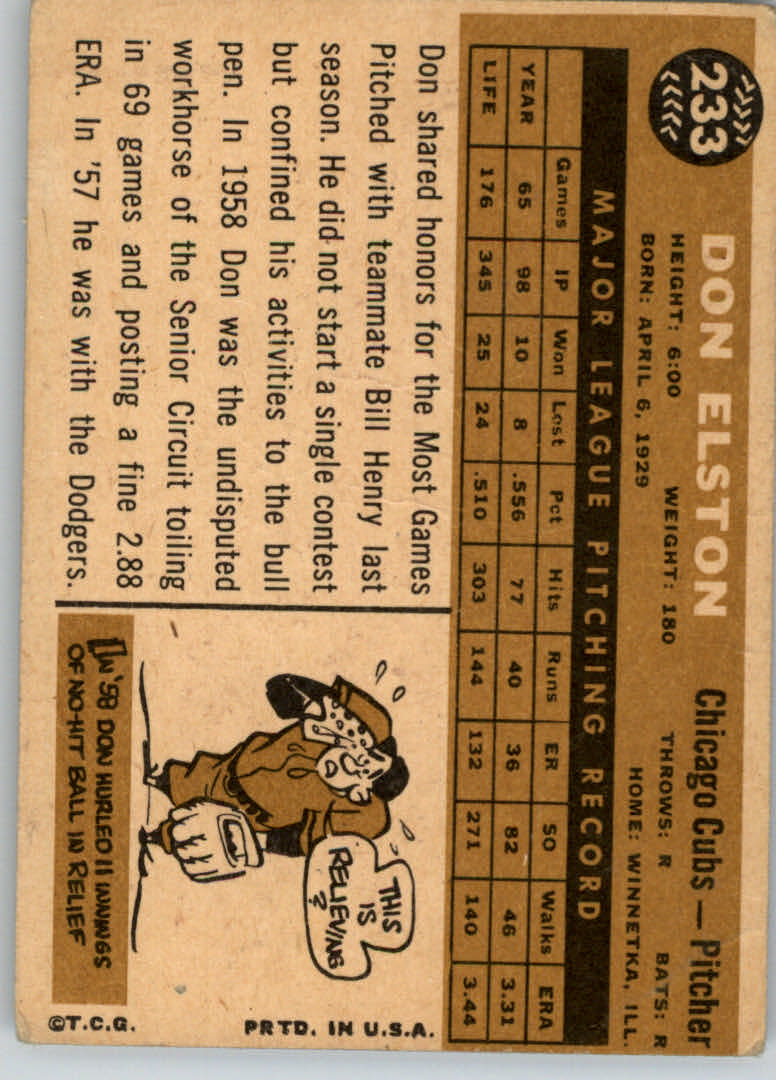 233
DON ELSTON
Chicago Cubs — Pitcher
HEIGHT: 6:00 WEIGHT: 180 THROWS: R BATS: R
BORN: APRIL 6, 1929 HOME: WINNETKA, ILL.
MAJOR LEAGUE PITCHING RECORD
Games IP Won Lost Pct Hits Runs ER SO Walks ERA
YEAR 65 98 10 8 .556 77 40 36 82 46 3.31
LIFE 176 345 25 24 .510 303 144 132 271 140 3.44
Don shared honors for the Most Games
Pitched with teammate Bill Henry last
season. He did not start a single contest
but confined his activities to the bull
pen. In 1958 Don was the undisputed
workhorse of the Senior Circuit toiling
in 69 games and posting a fine 2.88
ERA. In '57 he was with the Dodgers.
THIS
IS
RELIEVING
?
IN '58 DON HURLED 11 INNINGS
OF NO-HIT BALL IN RELIEF
©T.C.G. PRTD. IN U.S.A.